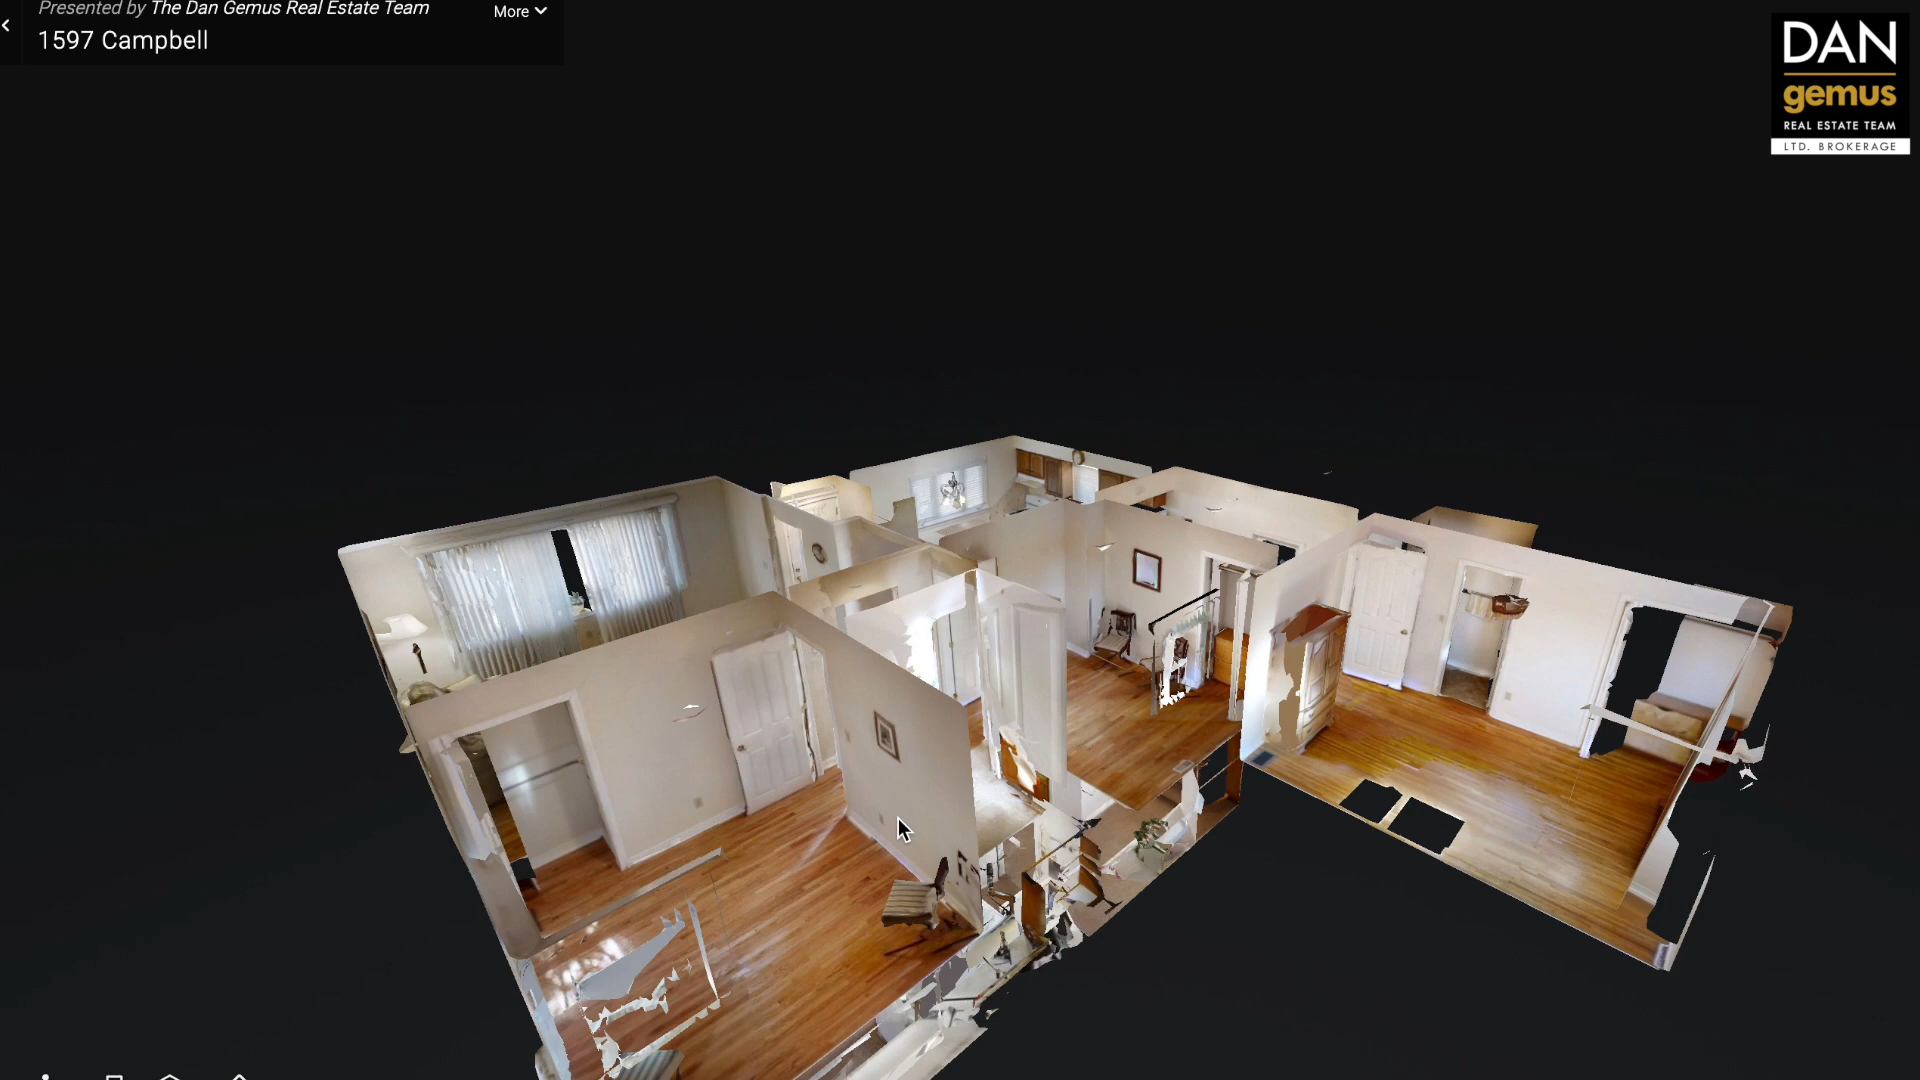 Presented by The Dan Gemus Real Estate Team
More
1597 Campbell
DAN
gemus
REAL ESTATE TEAM
LTD. BROKERAGE